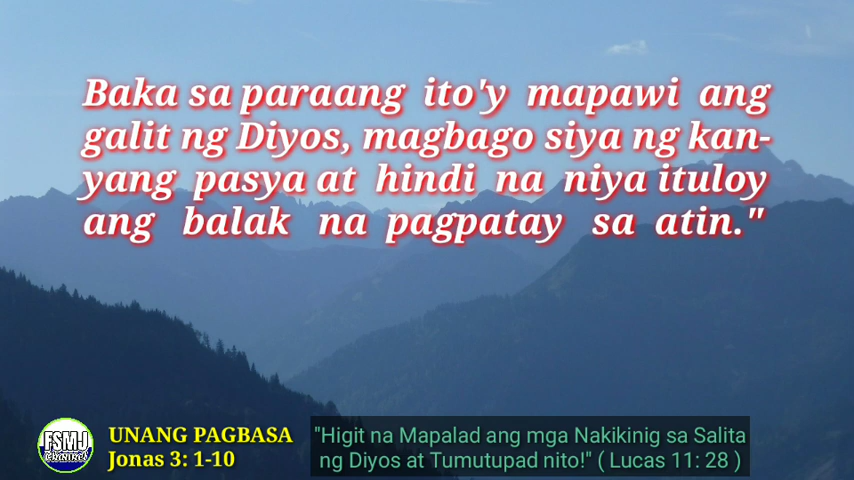 Baka sa paraang ito'y mapawi ang
galit ng Diyos, magbago siya ng kan-
yang pasya at hindi na niya ituloy
ang balak na pagpatay sa atin."
FSMJ
Channel
UNANG PAGBASA
Jonas 3: 1-10
"Higit na Mapalad ang mga Nakikinig sa Salita
ng Diyos at Tumutupad nito!" ( Lucas 11: 28 )